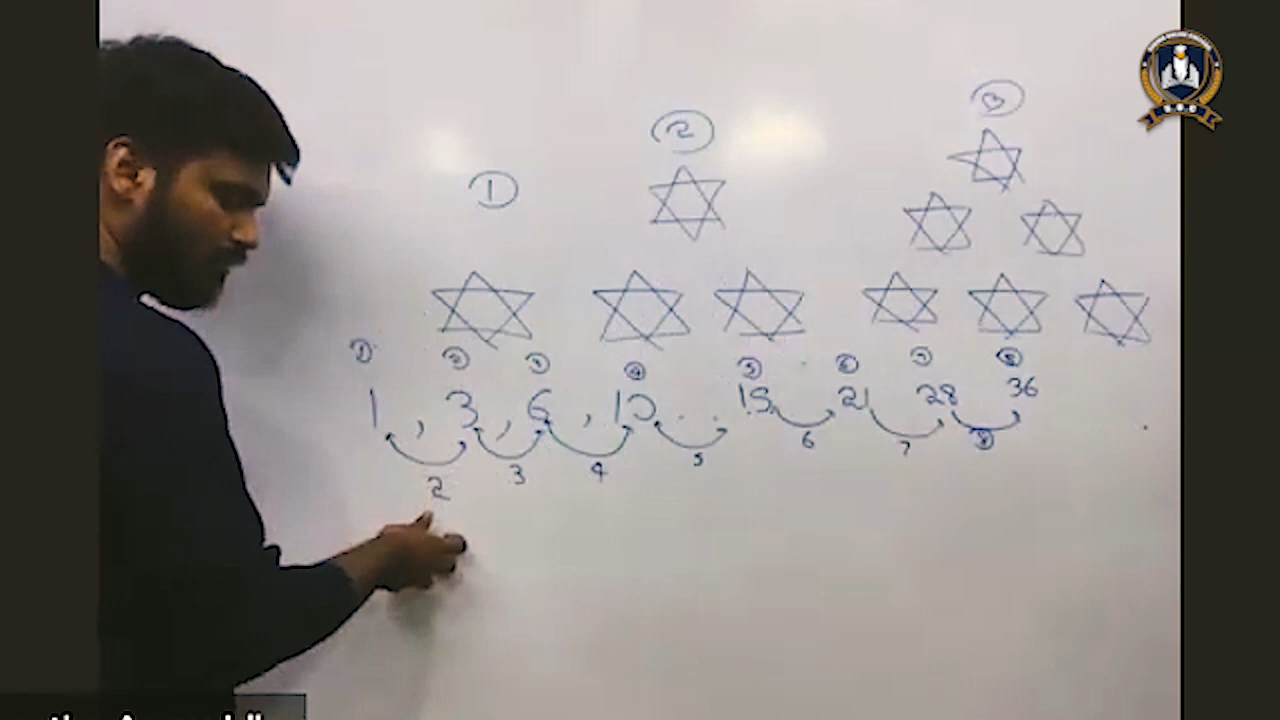 3
2
1
1 2 3 4 5 6 7 8
1, 3, 6, 10 . . 15 21 28 36
2 3 4 5 6 7 8